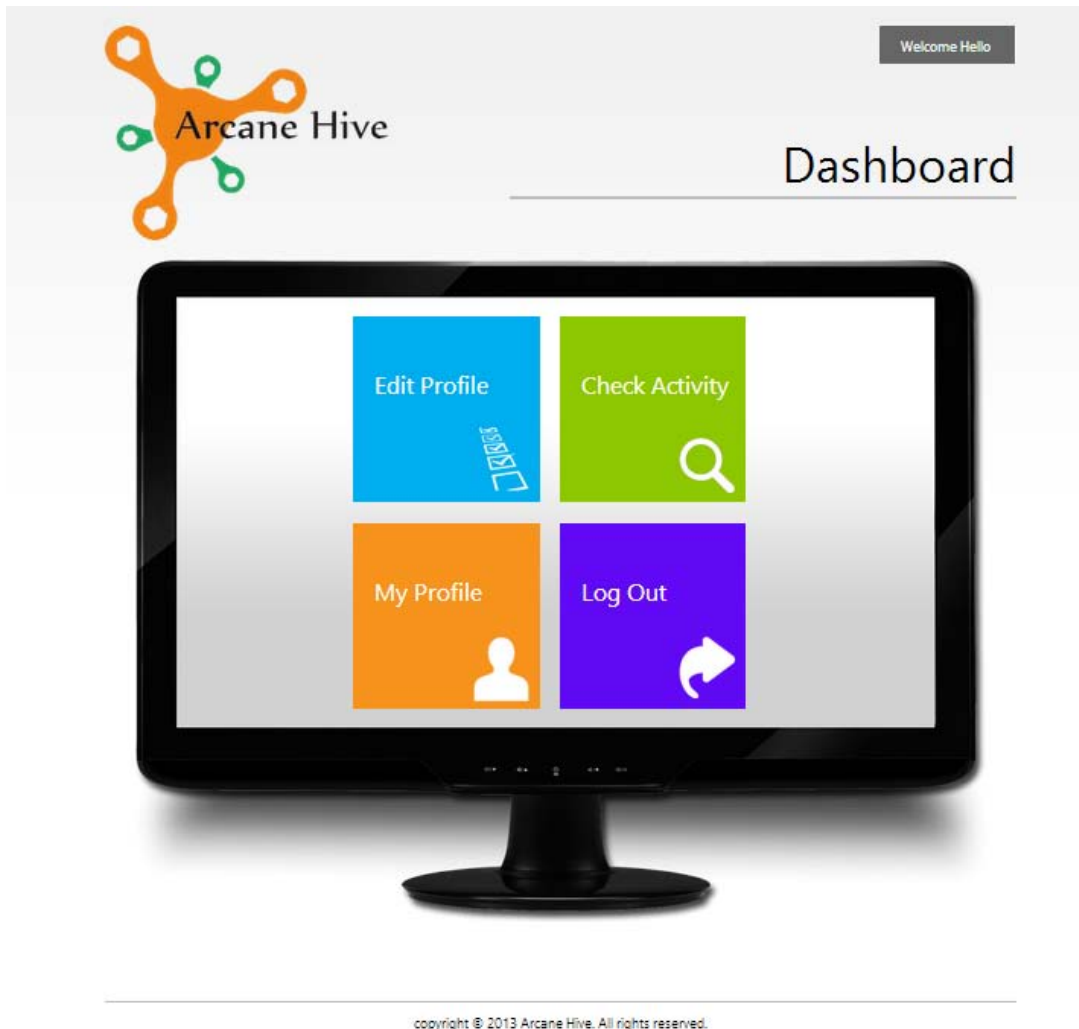 Welcome Hello
Arcane Hive
Dashboard
Edit Profile
Check Activity
My Profile
Log Out
copyright © 2013 Arcane Hive. All rights reserved.